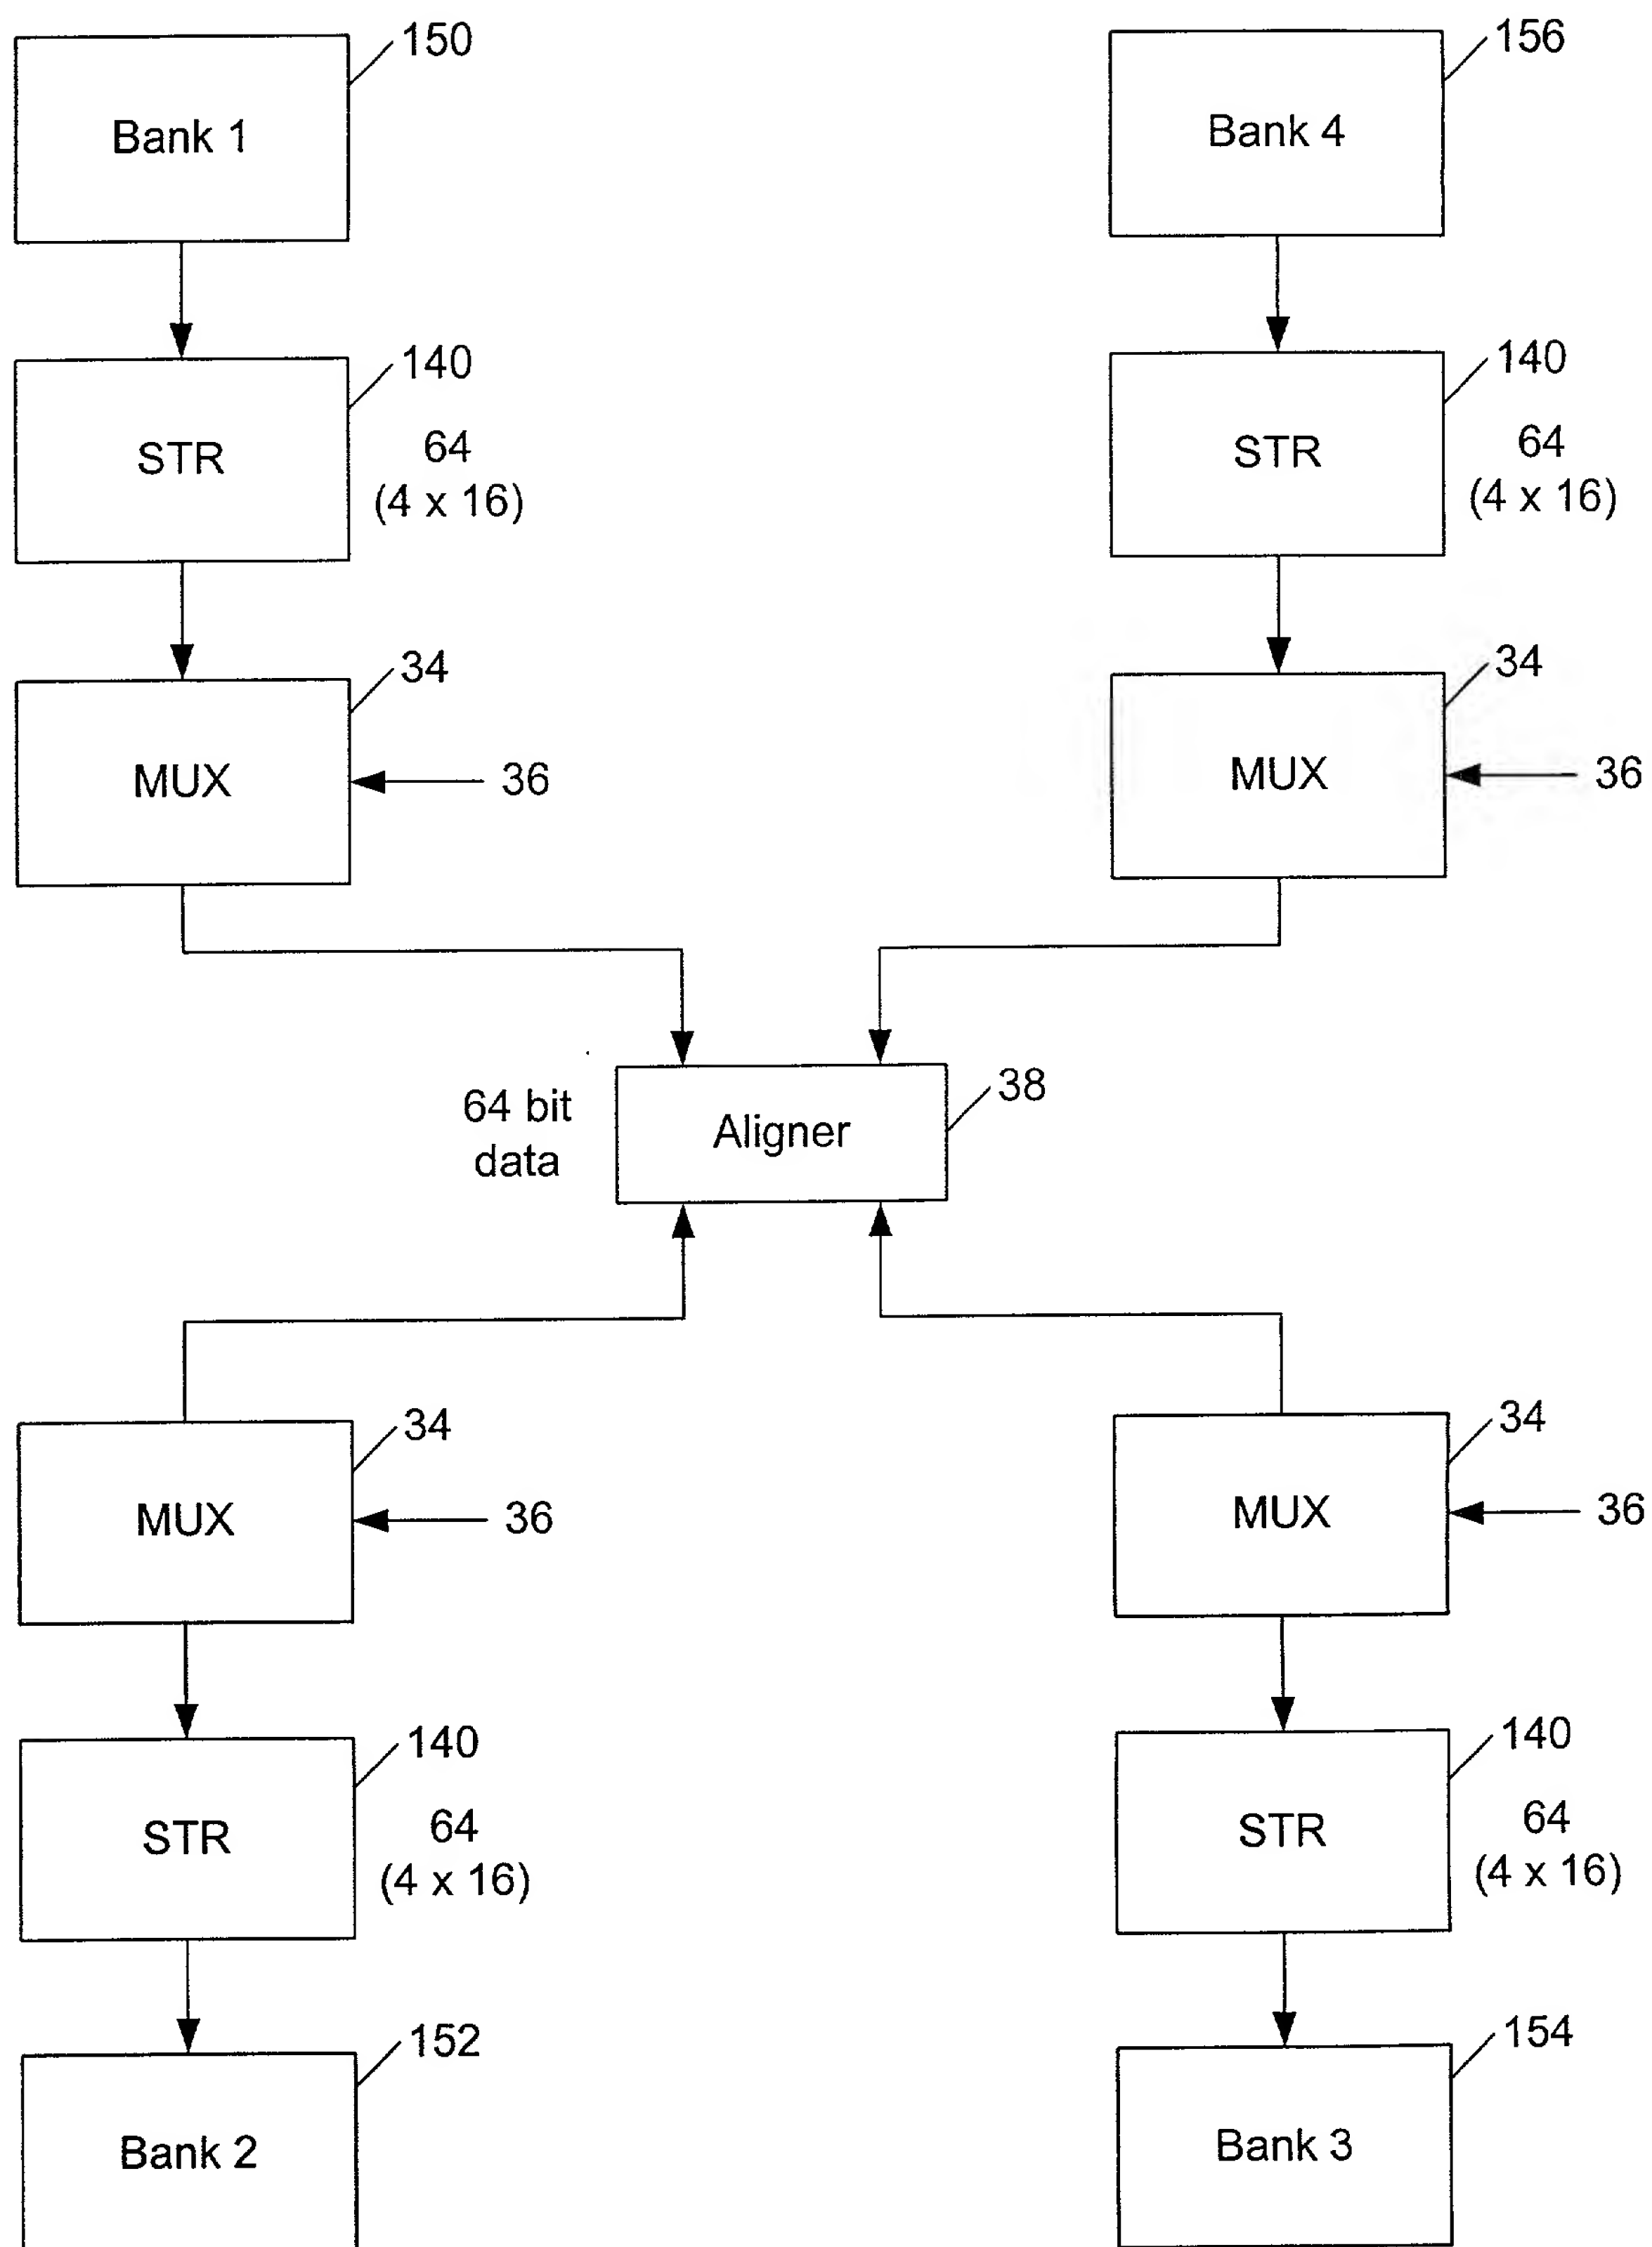 150
Bank 1
156
Bank 4
140
STR
64
(4 x 16)
140
STR
64
(4 x 16)
34
MUX
36
34
MUX
36
64 bit
data
Aligner
38
34
MUX
36
34
MUX
36
140
STR
64
(4 x 16)
140
STR
64
(4 x 16)
152
Bank 2
154
Bank 3